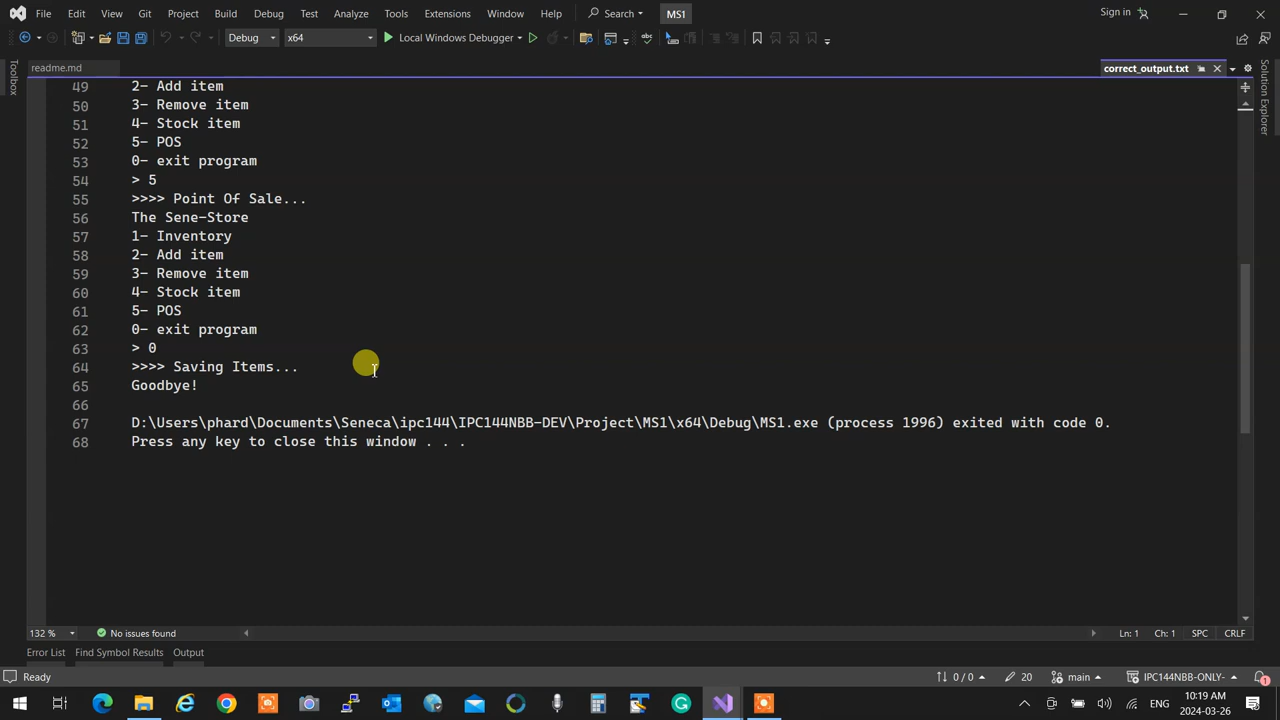 File Edit View Git Project Build Debug Test Analyze Tools Extensions Window Help Search MS1 Sign in
Debug x64 Local Windows Debugger
Toolbox
readme.md
correct_output.txt
Solution Explorer
49 2- Add item
50 3- Remove item
51 4- Stock item
52 5- POS
53 0- exit program
54 > 5
55 >>>> Point Of Sale...
56 The Sene-Store
57 1- Inventory
58 2- Add item
59 3- Remove item
60 4- Stock item
61 5- POS
62 0- exit program
63 > 0
64 >>>> Saving Items...
65 Goodbye!
66
67 D:\Users\phard\Documents\Seneca\ipc144\IPC144NBB-DEV\Project\MS1\x64\Debug\MS1.exe (process 1996) exited with code 0.
68 Press any key to close this window . . .
132 % No issues found Ln: 1 Ch: 1 SPC CRLF
Error List Find Symbol Results Output
Ready 0 / 0 20 main IPC144NBB-ONLY- 1
ENG 10:19 AM
2024-03-26